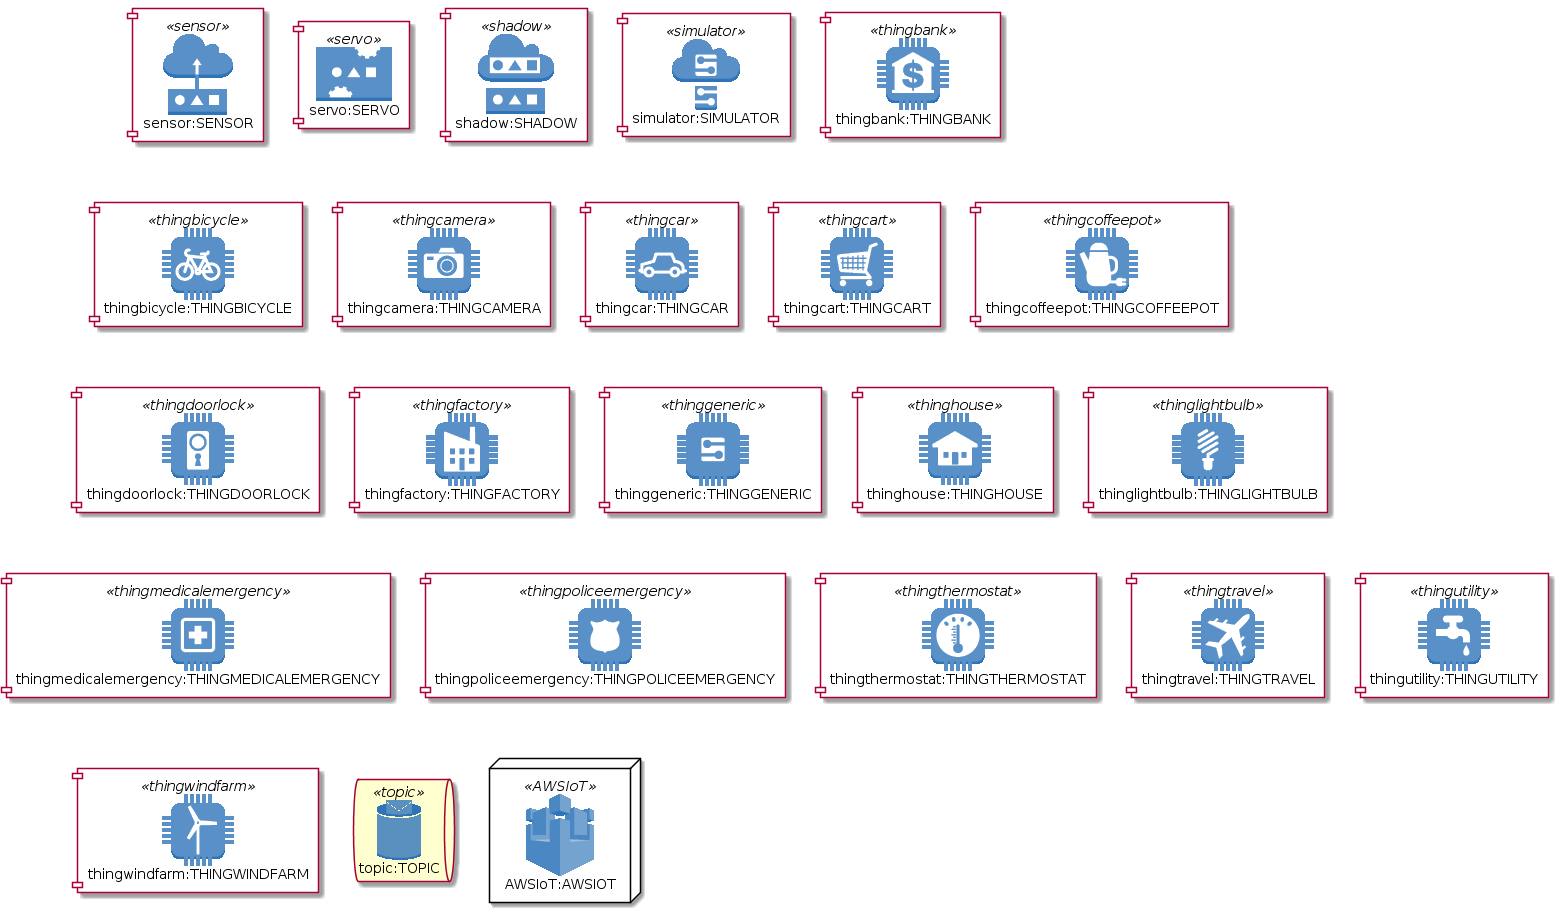 «sensor»
sensor:SENSOR
«servo»
servo:SERVO
«shadow»
shadow:SHADOW
«simulator»
simulator:SIMULATOR
«thingbank»
$
thingbank:THINGBANK
«thingbicycle»
thingbicycle:THINGBICYCLE
«thingcamera»
thingcamera:THINGCAMERA
«thingcar»
thingcar:THINGCAR
«thingcart»
thingcart:THINGCART
«thingcoffeepot»
thingcoffeepot:THINGCOFFEEPOT
«thingdoorlock»
thingdoorlock:THINGDOORLOCK
«thingfactory»
thingfactory:THINGFACTORY
«thinggeneric»
thinggeneric:THINGGENERIC
«thinghouse»
thinghouse:THINGHOUSE
«thinglightbulb»
thinglightbulb:THINGLIGHTBULB
«thingmedicalemergency»
thingmedicalemergency:THINGMEDICALEMERGENCY
«thingpoliceemergency»
thingpoliceemergency:THINGPOLICEEMERGENCY
«thingthermostat»
thingthermostat:THINGTHERMOSTAT
«thingtravel»
thingtravel:THINGTRAVEL
«thingutility»
thingutility:THINGUTILITY
«thingwindfarm»
thingwindfarm:THINGWINDFARM
«topic»
topic:TOPIC
«AWSIoT»
AWSIoT:AWSIOT